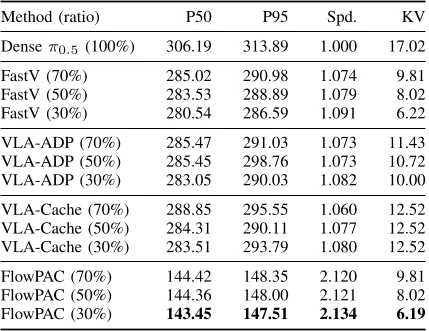 Method (ratio) P50 P95 Spd. KV
Dense π0.5 (100%) 306.19 313.89 1.000 17.02
FastV (70%) 285.02 290.98 1.074 9.81
FastV (50%) 283.53 288.89 1.079 8.02
FastV (30%) 280.54 286.59 1.091 6.22
VLA-ADP (70%) 285.47 291.03 1.073 11.43
VLA-ADP (50%) 285.45 298.76 1.073 10.72
VLA-ADP (30%) 283.05 290.03 1.082 10.00
VLA-Cache (70%) 288.85 295.55 1.060 12.52
VLA-Cache (50%) 284.31 290.11 1.077 12.52
VLA-Cache (30%) 283.51 293.79 1.080 12.52
FlowPAC (70%) 144.42 148.35 2.120 9.81
FlowPAC (50%) 144.36 148.00 2.121 8.02
FlowPAC (30%) 143.45 147.51 2.134 6.19